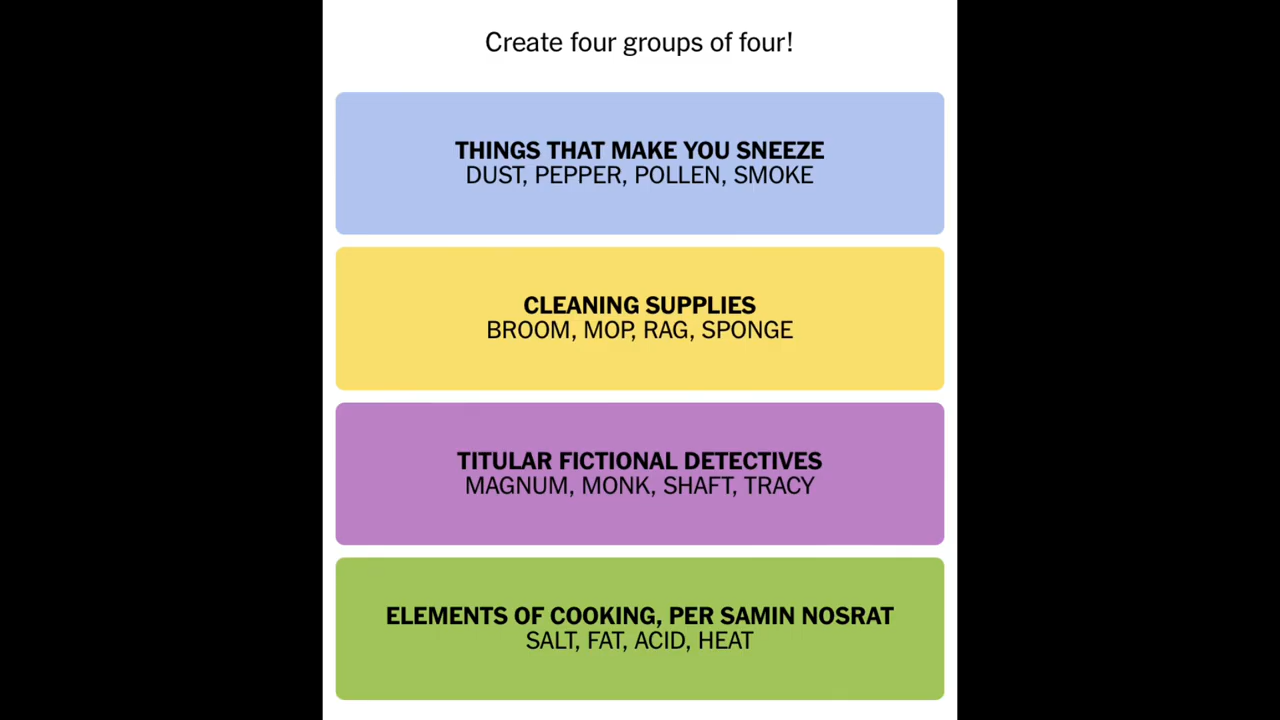 Create four groups of four!
THINGS THAT MAKE YOU SNEEZE
DUST, PEPPER, POLLEN, SMOKE
CLEANING SUPPLIES
BROOM, MOP, RAG, SPONGE
TITULAR FICTIONAL DETECTIVES
MAGNUM, MONK, SHAFT, TRACY
ELEMENTS OF COOKING, PER SAMIN NOSRAT
SALT, FAT, ACID, HEAT